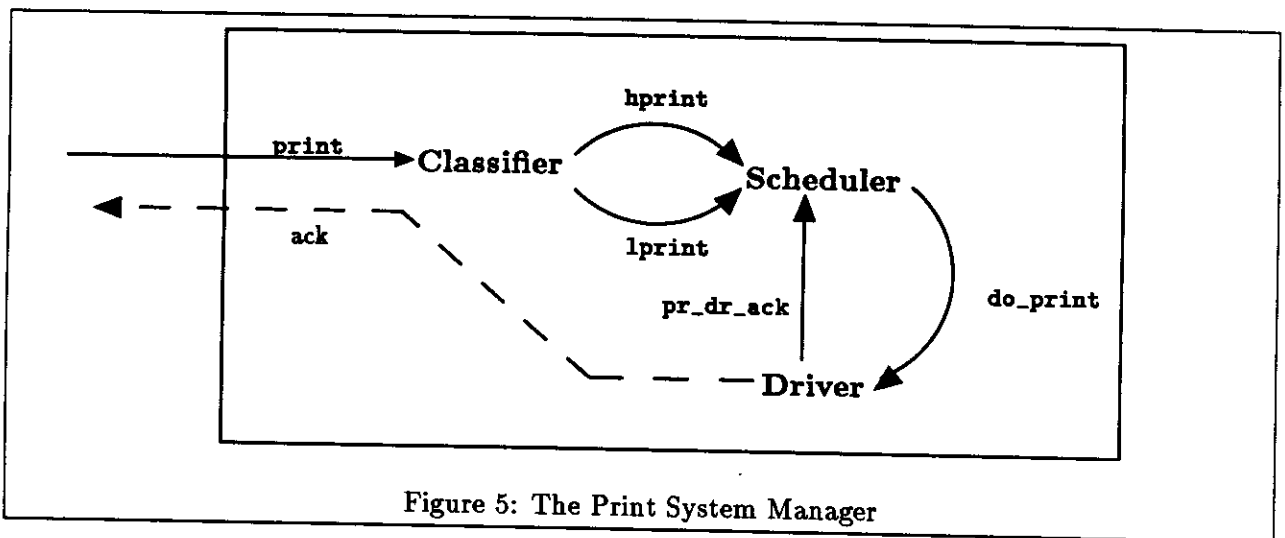 hprint
print
Classifier
Scheduler
ack
lprint
pr_dr_ack
do_print
Driver
Figure 5: The Print System Manager